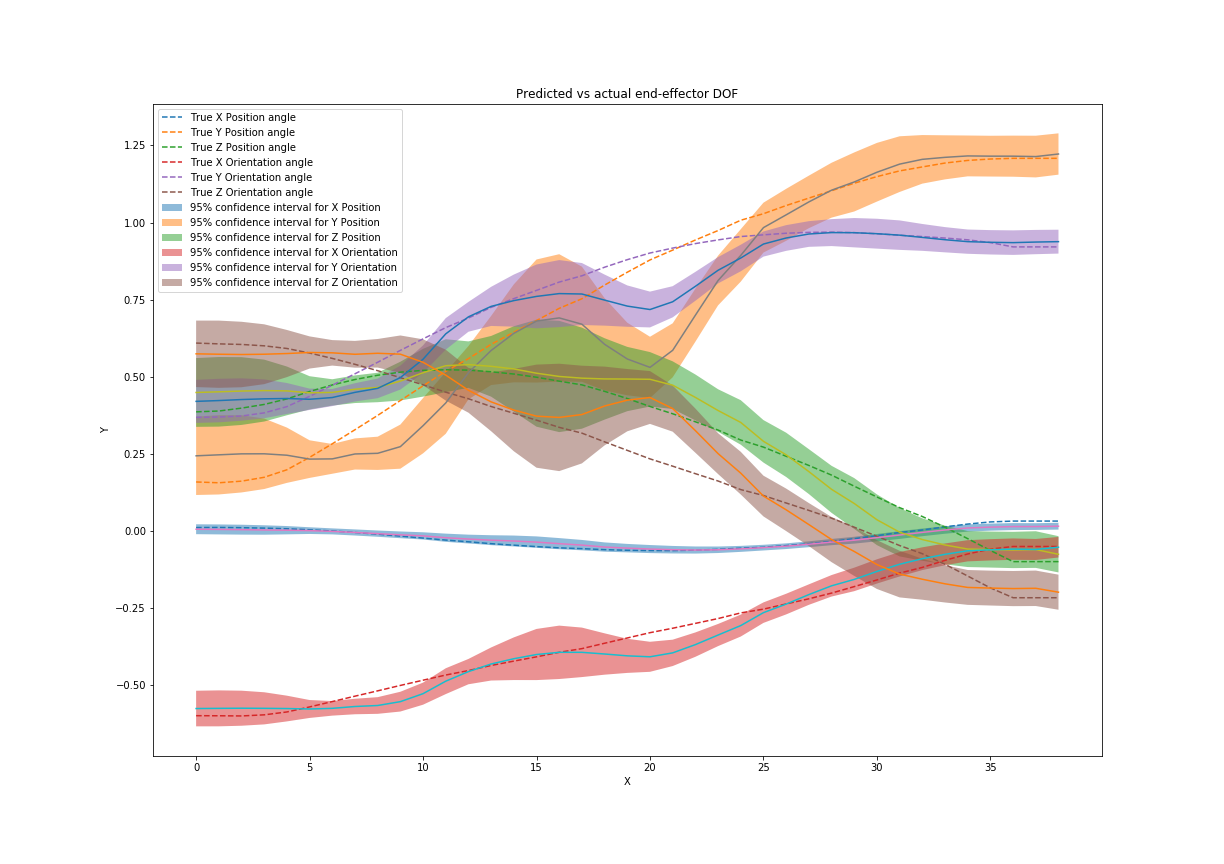 Predicted vs actual end-effector DOF
True X Position angle
True Y Position angle
True Z Position angle
True X Orientation angle
True Y Orientation angle
True Z Orientation angle
95% confidence interval for X Position
95% confidence interval for Y Position
95% confidence interval for Z Position
95% confidence interval for X Orientation
95% confidence interval for Y Orientation
95% confidence interval for Z Orientation
1.25
1.00
0.75
0.50
0.25
0.00
−0.25
−0.50
Y
0 5 10 15 20 25 30 35
X